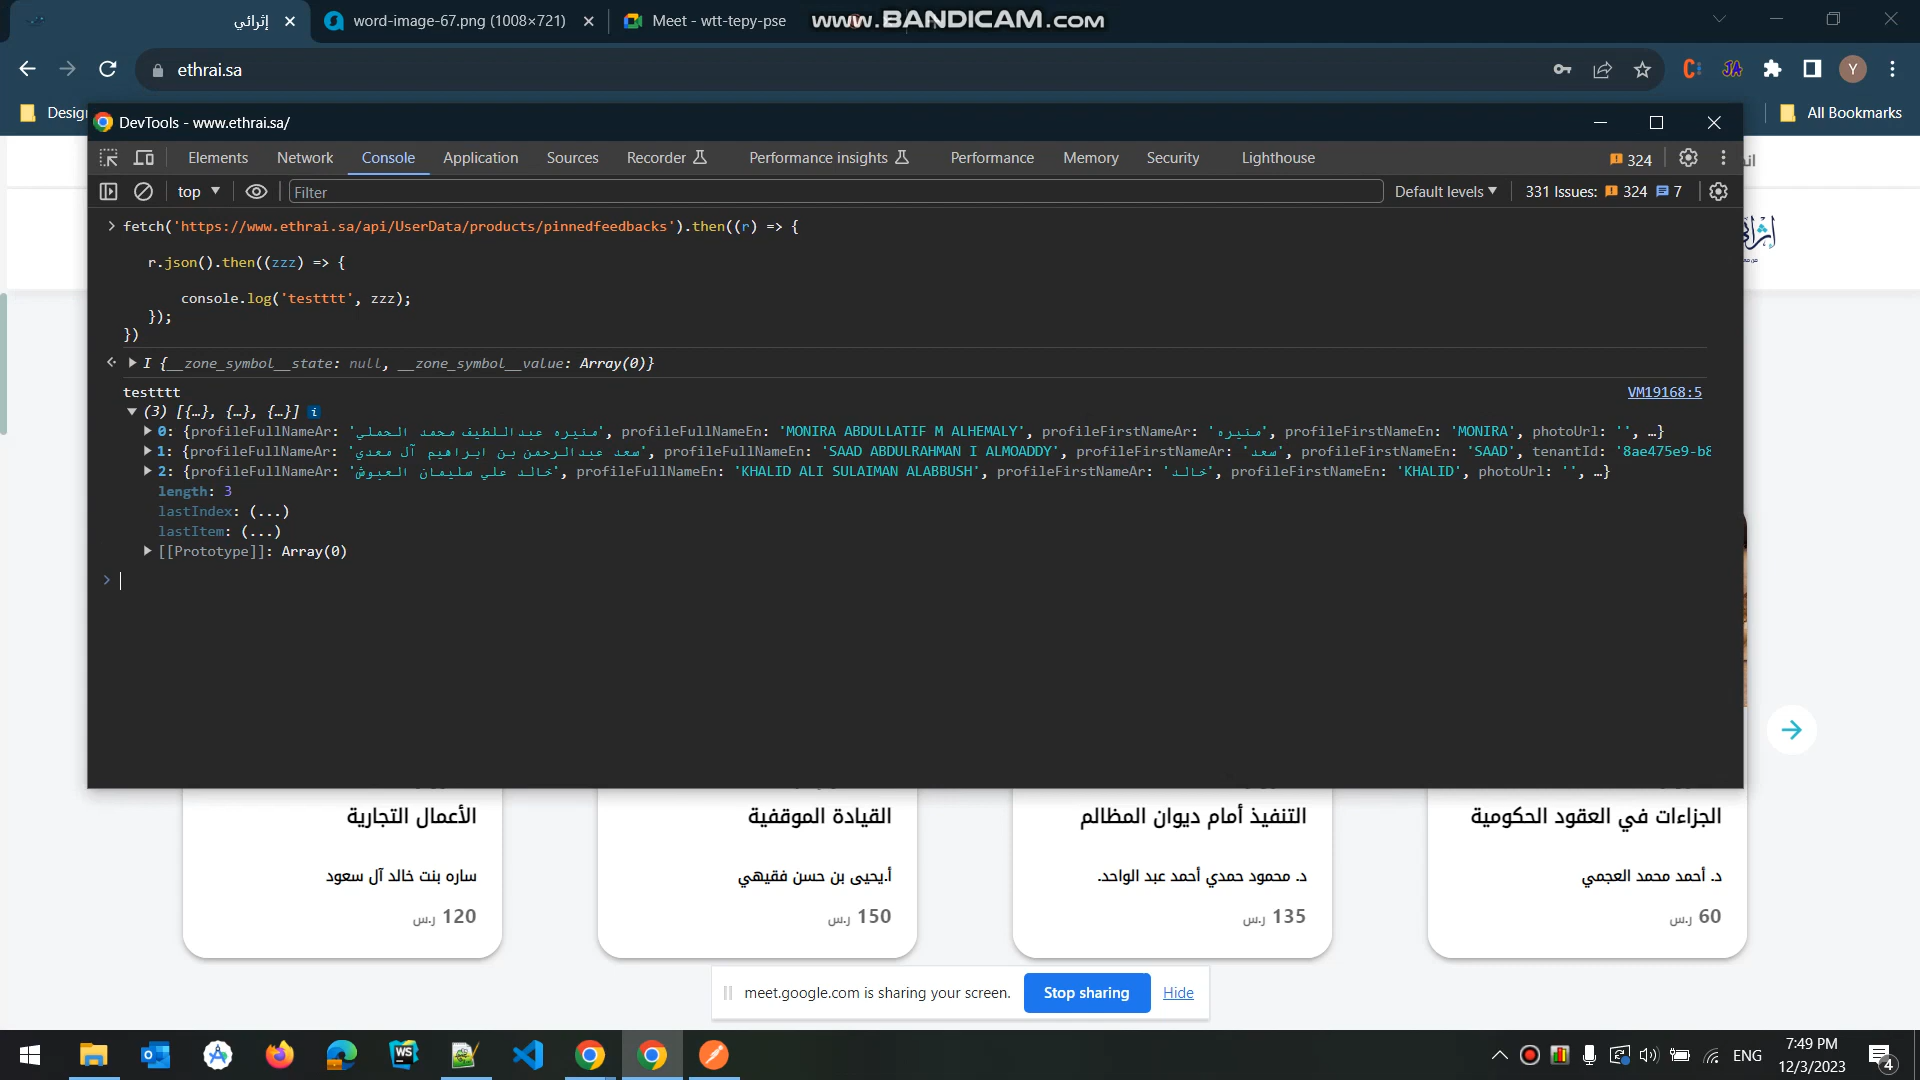 إثرائي
word-image-67.png (1008×721)
Meet - wtt-tepy-pse
www.BANDICAM.com
ethrai.sa
Y
All Bookmarks
DevTools - www.ethrai.sa/
Elements Network Console Application Sources Recorder Performance insights Performance Memory Security Lighthouse 324
top Filter Default levels 331 Issues: 324 7
fetch('https://www.ethrai.sa/api/UserData/products/pinnedfeedbacks').then((r) => {
r.json().then((zzz) => {
console.log('testttt', zzz);
});
})
I {__zone_symbol__state: null, __zone_symbol__value: Array(0)}
testttt VM19168:5
(3) [{…}, {…}, {…}] i
0: {profileFullNameAr: 'منيره عبداللطيف محمد الحملي', profileFullNameEn: 'MONIRA ABDULLATIF M ALHEMALY', profileFirstNameAr: 'منيره', profileFirstNameEn: 'MONIRA', photoUrl: '', …}
1: {profileFullNameAr: 'سعد عبدالرحمن بن ابراهيم آل معدي', profileFullNameEn: 'SAAD ABDULRAHMAN I ALMOADDY', profileFirstNameAr: 'سعد', profileFirstNameEn: 'SAAD', tenantId: '8ae475e9-b8
2: {profileFullNameAr: 'خالد علي سليمان العبوش', profileFullNameEn: 'KHALID ALI SULAIMAN ALABBUSH', profileFirstNameAr: 'خالد', profileFirstNameEn: 'KHALID', photoUrl: '', …}
length: 3
lastIndex: (...)
lastItem: (...)
[[Prototype]]: Array(0)
الجزاءات في العقود الحكومية
د. أحمد محمد العجمي
60 ر.س
التنفيذ أمام ديوان المظالم
د. محمود حمدي أحمد عبد الواحد.
135 ر.س
القيادة الموقفية
أ.يحيى بن حسن فقيهي
150 ر.س
الأعمال التجارية
ساره بنت خالد آل سعود
120 ر.س
meet.google.com is sharing your screen. Stop sharing Hide
ENG
7:49 PM
12/3/2023
4